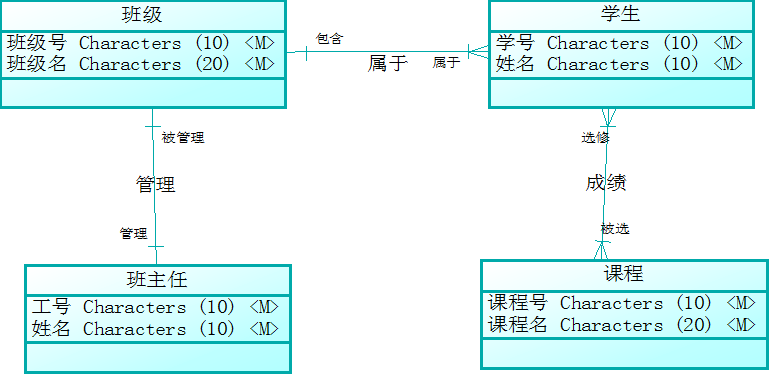 班级
班级号 Characters (10) <M>
班级名 Characters (20) <M>
包含
属于
属于
学生
学号 Characters (10) <M>
姓名 Characters (10) <M>
被管理
管理
管理
选修
成绩
被选
班主任
工号 Characters (10) <M>
姓名 Characters (10) <M>
课程
课程号 Characters (10) <M>
课程名 Characters (20) <M>